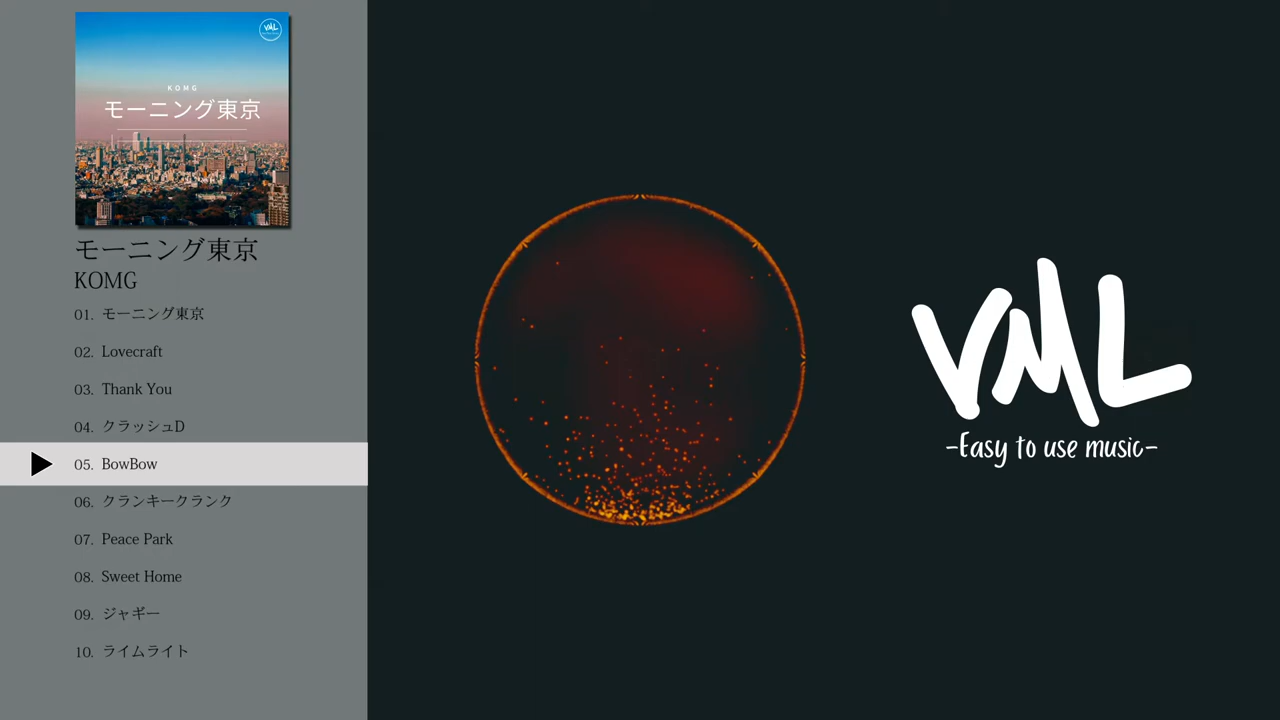 VML
KOMG
モーニング東京
モーニング東京
KOMG
01. モーニング東京
02. Lovecraft
03. Thank You
04. クラッシュD
05. BowBow
06. クランキークランク
07. Peace Park
08. Sweet Home
09. ジャギー
10. ライムライト
VML
-Easy to use music-